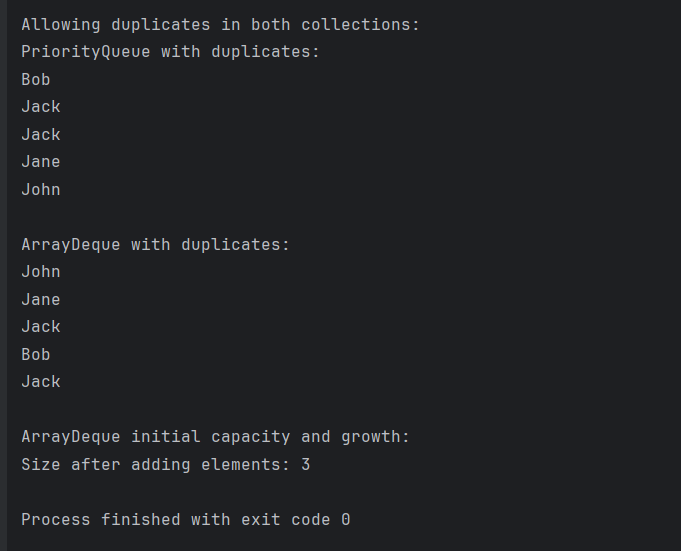 Allowing duplicates in both collections:
PriorityQueue with duplicates:
Bob
Jack
Jack
Jane
John
ArrayDeque with duplicates:
John
Jane
Jack
Bob
Jack
ArrayDeque initial capacity and growth:
Size after adding elements: 3
Process finished with exit code 0